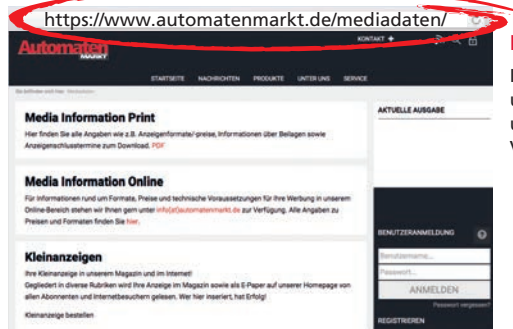 https://www.automatenmarkt.de/mediadaten/
Automaten
MARKT
KONTAKT +
STARTSEITE NACHRICHTEN PRODUKTE UNTER UNS SERVICE
Sie befinden sich hier: Mediadaten
Media Information Print
Hier finden Sie alle Angaben wie z.B. Anzeigenformate/-preise, Informationen über Beilagen sowie
Anzeigenschlusstermine zum Download. PDF
Media Information Online
Für Informationen rund um Formate, Preise und technische Voraussetzungen für Ihre Werbung in unserem
Online-Bereich stehen wir Ihnen gern unter info(at)automatenmarkt.de zur Verfügung. Alle Angaben zu
Preisen und Formaten finden Sie hier.
Kleinanzeigen
Ihre Kleinanzeige in unserem Magazin und im Internet!
Gegliedert in diverse Rubriken wird Ihre Anzeige im Magazin sowie als E-Paper auf unserer Homepage von
allen Abonnenten und Internetbesuchern gelesen. Wer hier inseriert, hat Erfolg!
Kleinanzeige bestellen
AKTUELLE AUSGABE
BENUTZERANMELDUNG
Benutzername...
Passwort...
ANMELDEN
Passwort vergessen?
REGISTRIEREN